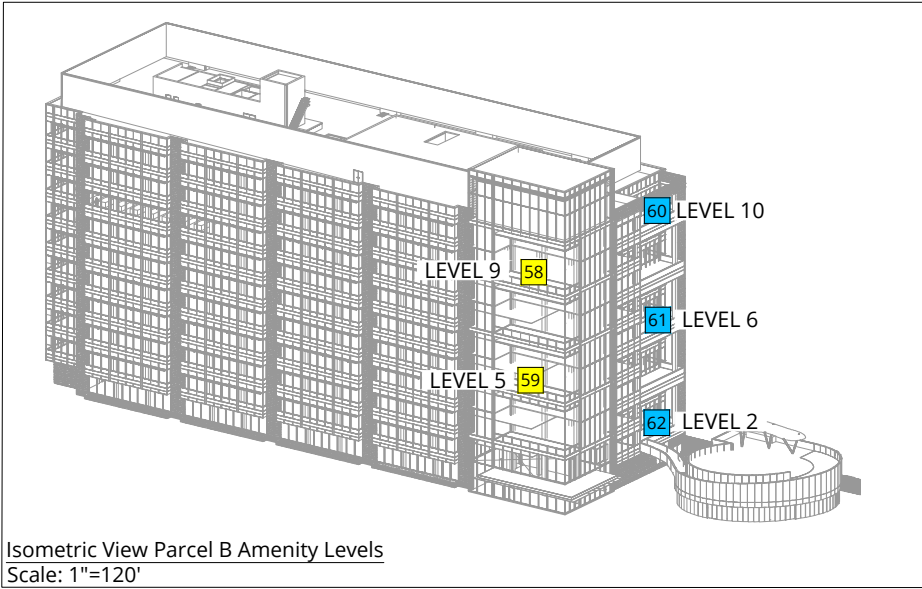 60 LEVEL 10
LEVEL 9 58
61 LEVEL 6
LEVEL 5 59
62 LEVEL 2
Isometric View Parcel B Amenity Levels
Scale: 1"=120'